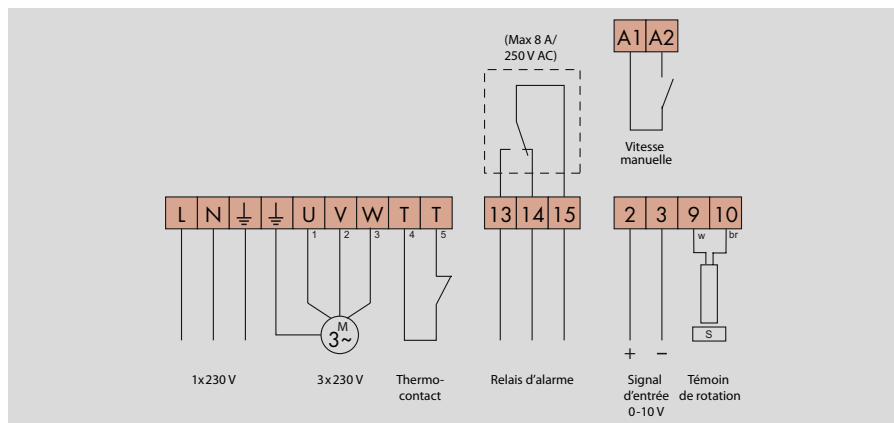 (Max 8 A/
250 V AC)
A1 A2
Vitesse
manuelle
L N U V W T T
1 2 3 4 5
13 14 15
2 3 9 10
w br
M
3~
S
+ −
1x230 V
3x230 V
Thermo-
contact
Relais d'alarme
Signal
d'entrée
0-10 V
Témoin
de rotation